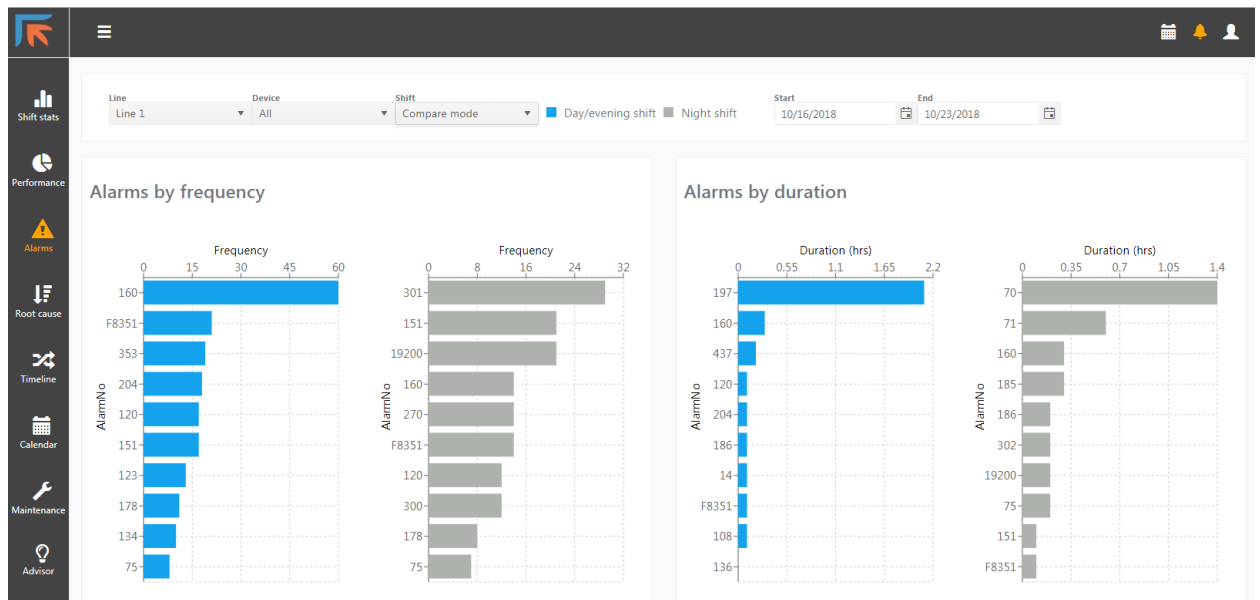 Line
Device
Shift
Start
End
Line 1
All
Compare mode
Day/evening shift
Night shift
10/16/2018
10/23/2018
Shift stats
Performance
Alarms
Root cause
Timeline
Calendar
Maintenance
Advisor
Alarms by frequency
Frequency
0 15 30 45 60
AlarmNo
160
F8351
353
204
120
151
123
178
134
75
Frequency
0 8 16 24 32
AlarmNo
301
151
19200
160
270
F8351
120
300
178
75
Alarms by duration
Duration (hrs)
0 0.55 1.1 1.65 2.2
AlarmNo
197
160
437
120
204
186
14
F8351
108
136
Duration (hrs)
0 0.35 0.7 1.05 1.4
AlarmNo
70
71
160
185
186
302
19200
75
151
F8351